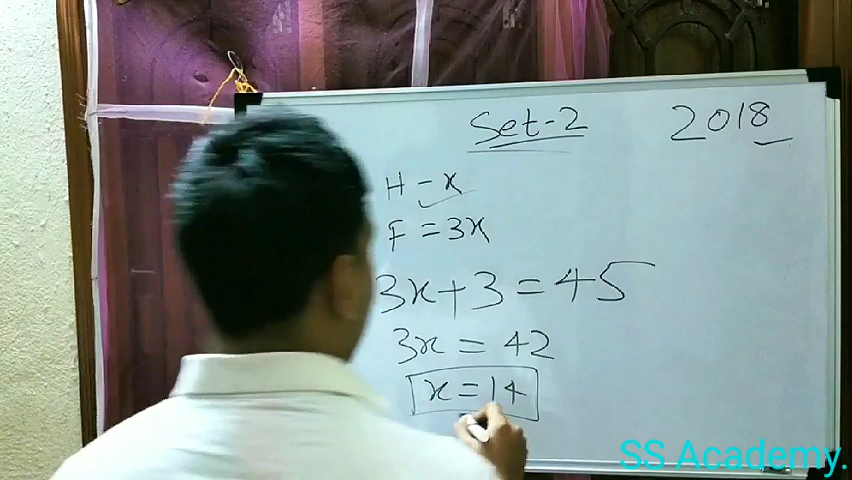 Set-2 2018
H - x
F = 3x
3x + 3 = 45
3x = 42
x = 14
SS Academy.